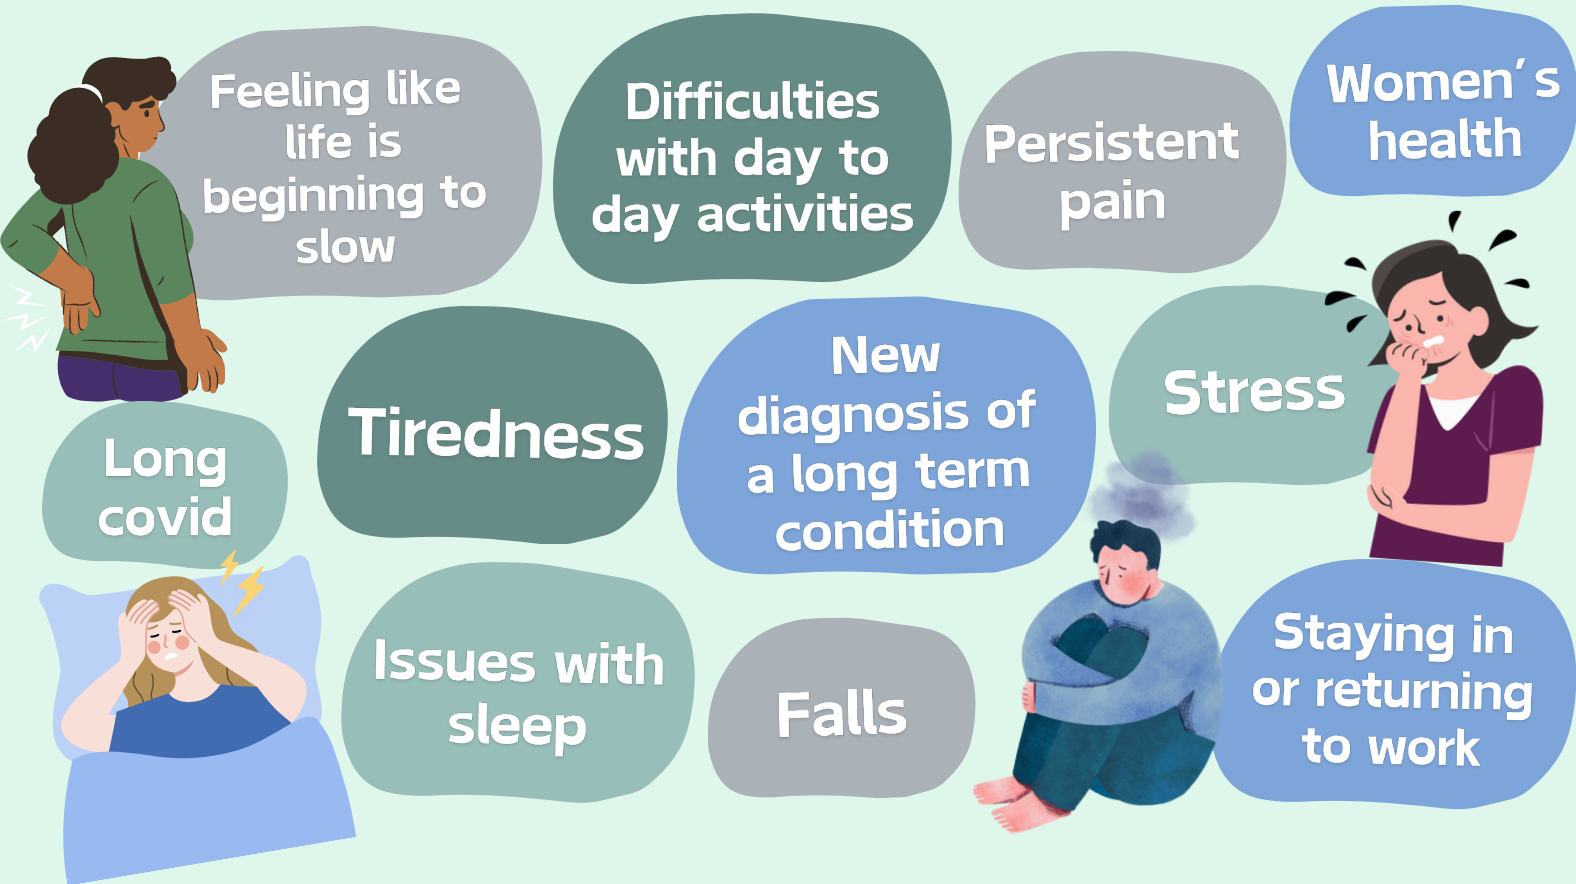 Feeling like
life is
beginning to
slow
Difficulties
with day to
day activities
Persistent
pain
Women's
health
Long
covid
Tiredness
New
diagnosis of
a long term
condition
Stress
Issues with
sleep
Falls
Staying in
or returning
to work